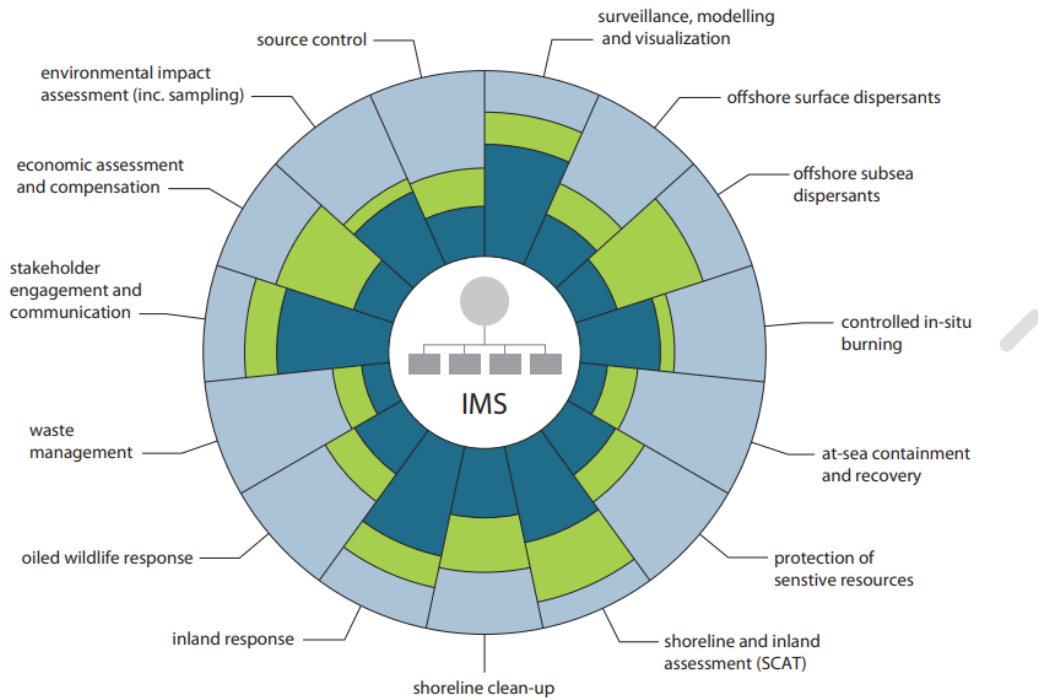 surveillance, modelling
and visualization
offshore surface dispersants
offshore subsea
dispersants
controlled in-situ
burning
at-sea containment
and recovery
protection of
senstive resources
shoreline and inland
assessment (SCAT)
shoreline clean-up
inland response
oiled wildlife response
waste
management
stakeholder
engagement and
communication
economic assessment
and compensation
environmental impact
assessment (inc. sampling)
source control
IMS